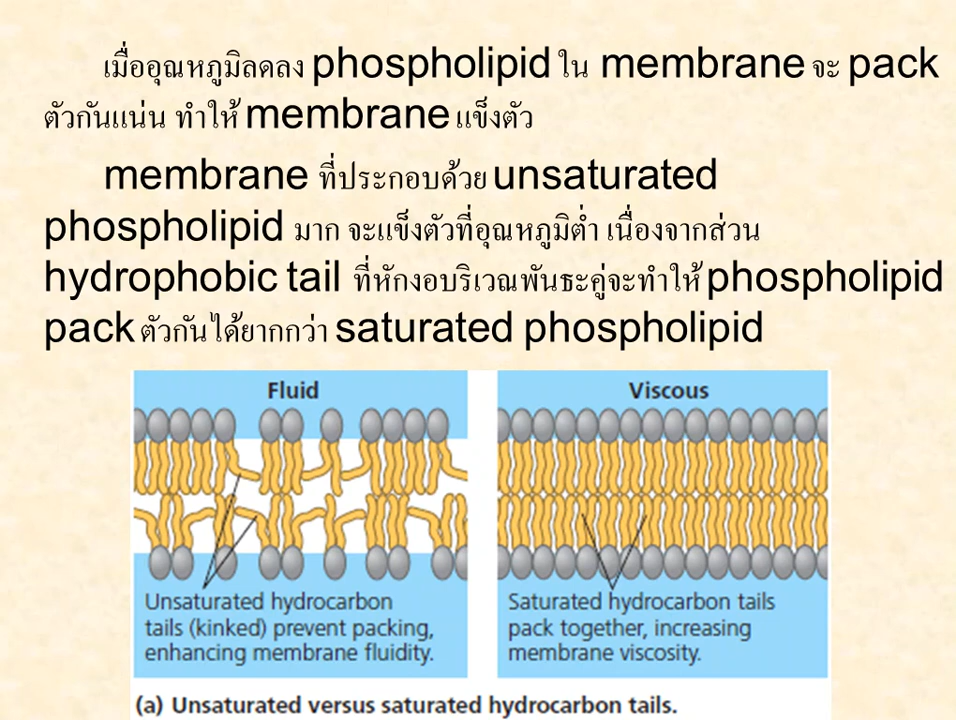 เมื่ออุณหภูมิลดลง phospholipid ใน membrane จะ pack
ตัวกันแน่น ทำให้ membrane แข็งตัว
membrane ที่ประกอบด้วย unsaturated
phospholipid มาก จะแข็งตัวที่อุณหภูมิต่ำ เนื่องจากส่วน
hydrophobic tail ที่หักงอบริเวณพันธะคู่จะทำให้ phospholipid
pack ตัวกันได้ยากกว่า saturated phospholipid
Fluid
Unsaturated hydrocarbon
tails (kinked) prevent packing,
enhancing membrane fluidity.
Viscous
Saturated hydrocarbon tails
pack together, increasing
membrane viscosity.
(a) Unsaturated versus saturated hydrocarbon tails.